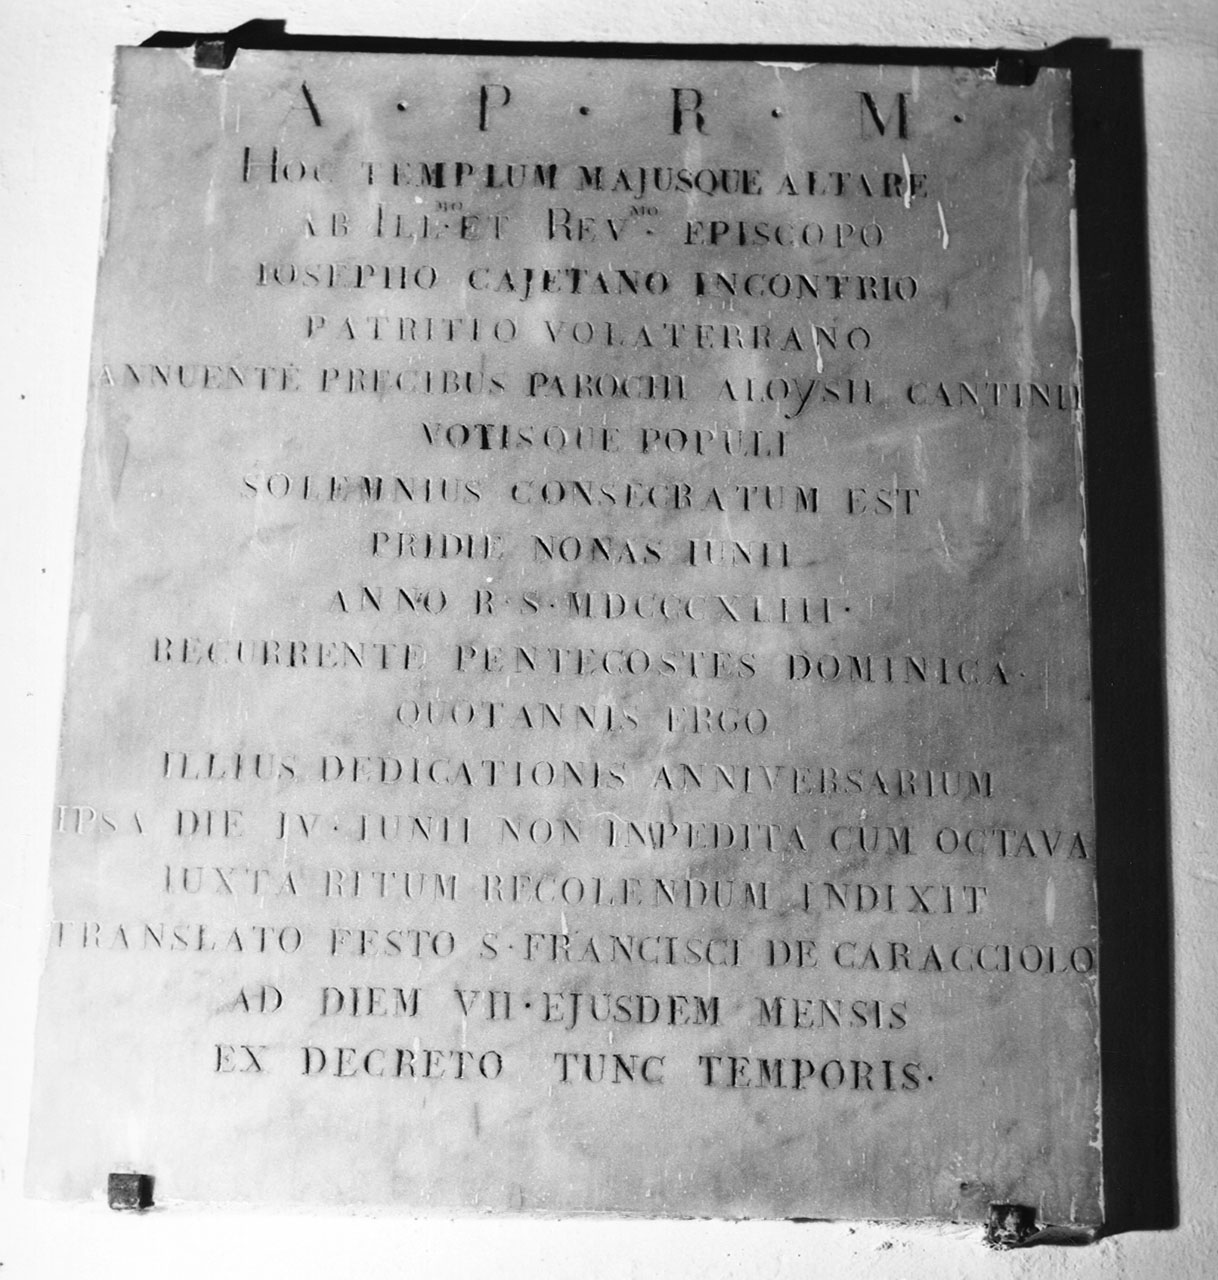 A · P · R · M ·
HOC TEMPLUM MAJUSQUE ALTARE
AB ILL.MO ET REV.MO EPISCOPO
IOSEPHO CAJETANO INCONTRIO
PATRITIO VOLATERRANO
ANNUENTE PRECIBUS PAROCHI ALOYSII CANTINII
VOTISQUE POPULI
SOLEMNIUS CONSECRATUM EST
PRIDIE NONAS IUNII
ANNO R·S·MDCCCXLIII·
RECURRENTE PENTECOSTES DOMINICA·
QUOTANNIS ERGO
ILLIUS DEDICATIONIS ANNIVERSARIUM
IPSA DIE IV·IUNII NON IMPEDITA CUM OCTAVA
IUXTA RITUM RECOLENDUM INDIXIT
TRANSLATO FESTO S·FRANCISCI DE CARACCIOLO
AD DIEM VII·EJUSDEM MENSIS
EX DECRETO TUNC TEMPORIS·